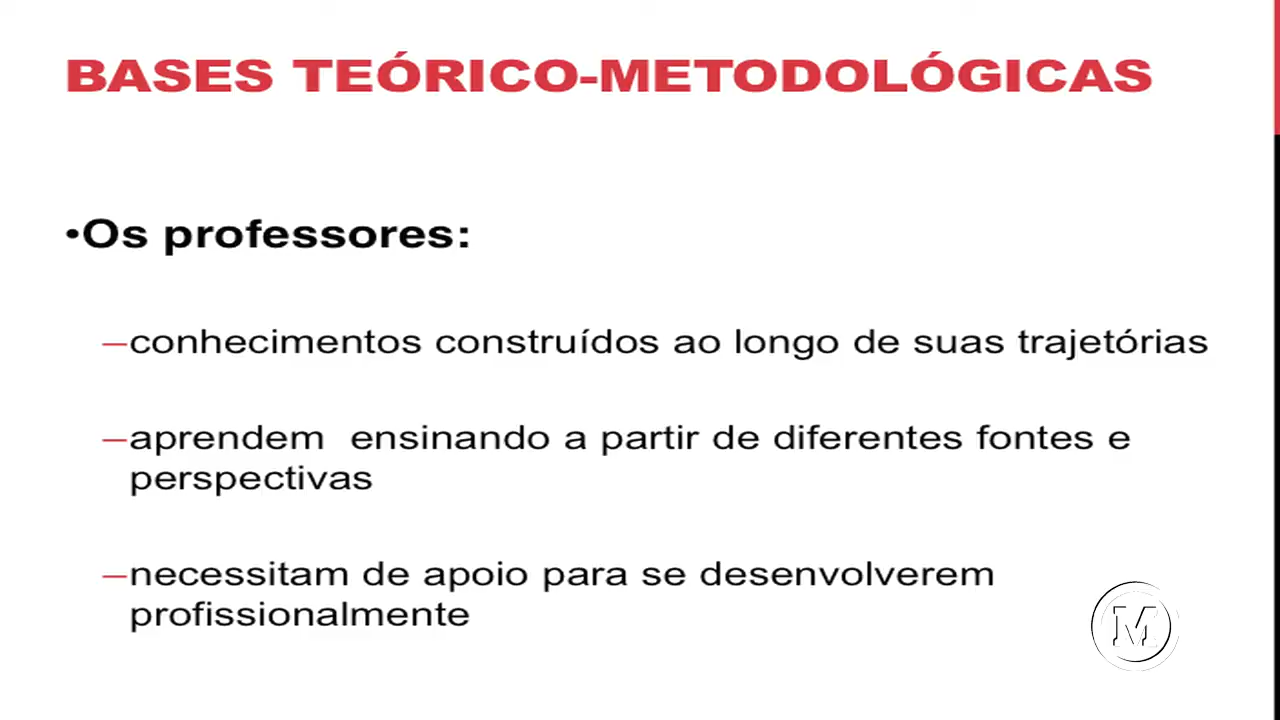 BASES TEÓRICO-METODOLÓGICAS
•Os professores:
–conhecimentos construídos ao longo de suas trajetórias
–aprendem  ensinando a partir de diferentes fontes e
perspectivas
–necessitam de apoio para se desenvolverem
profissionalmente
M